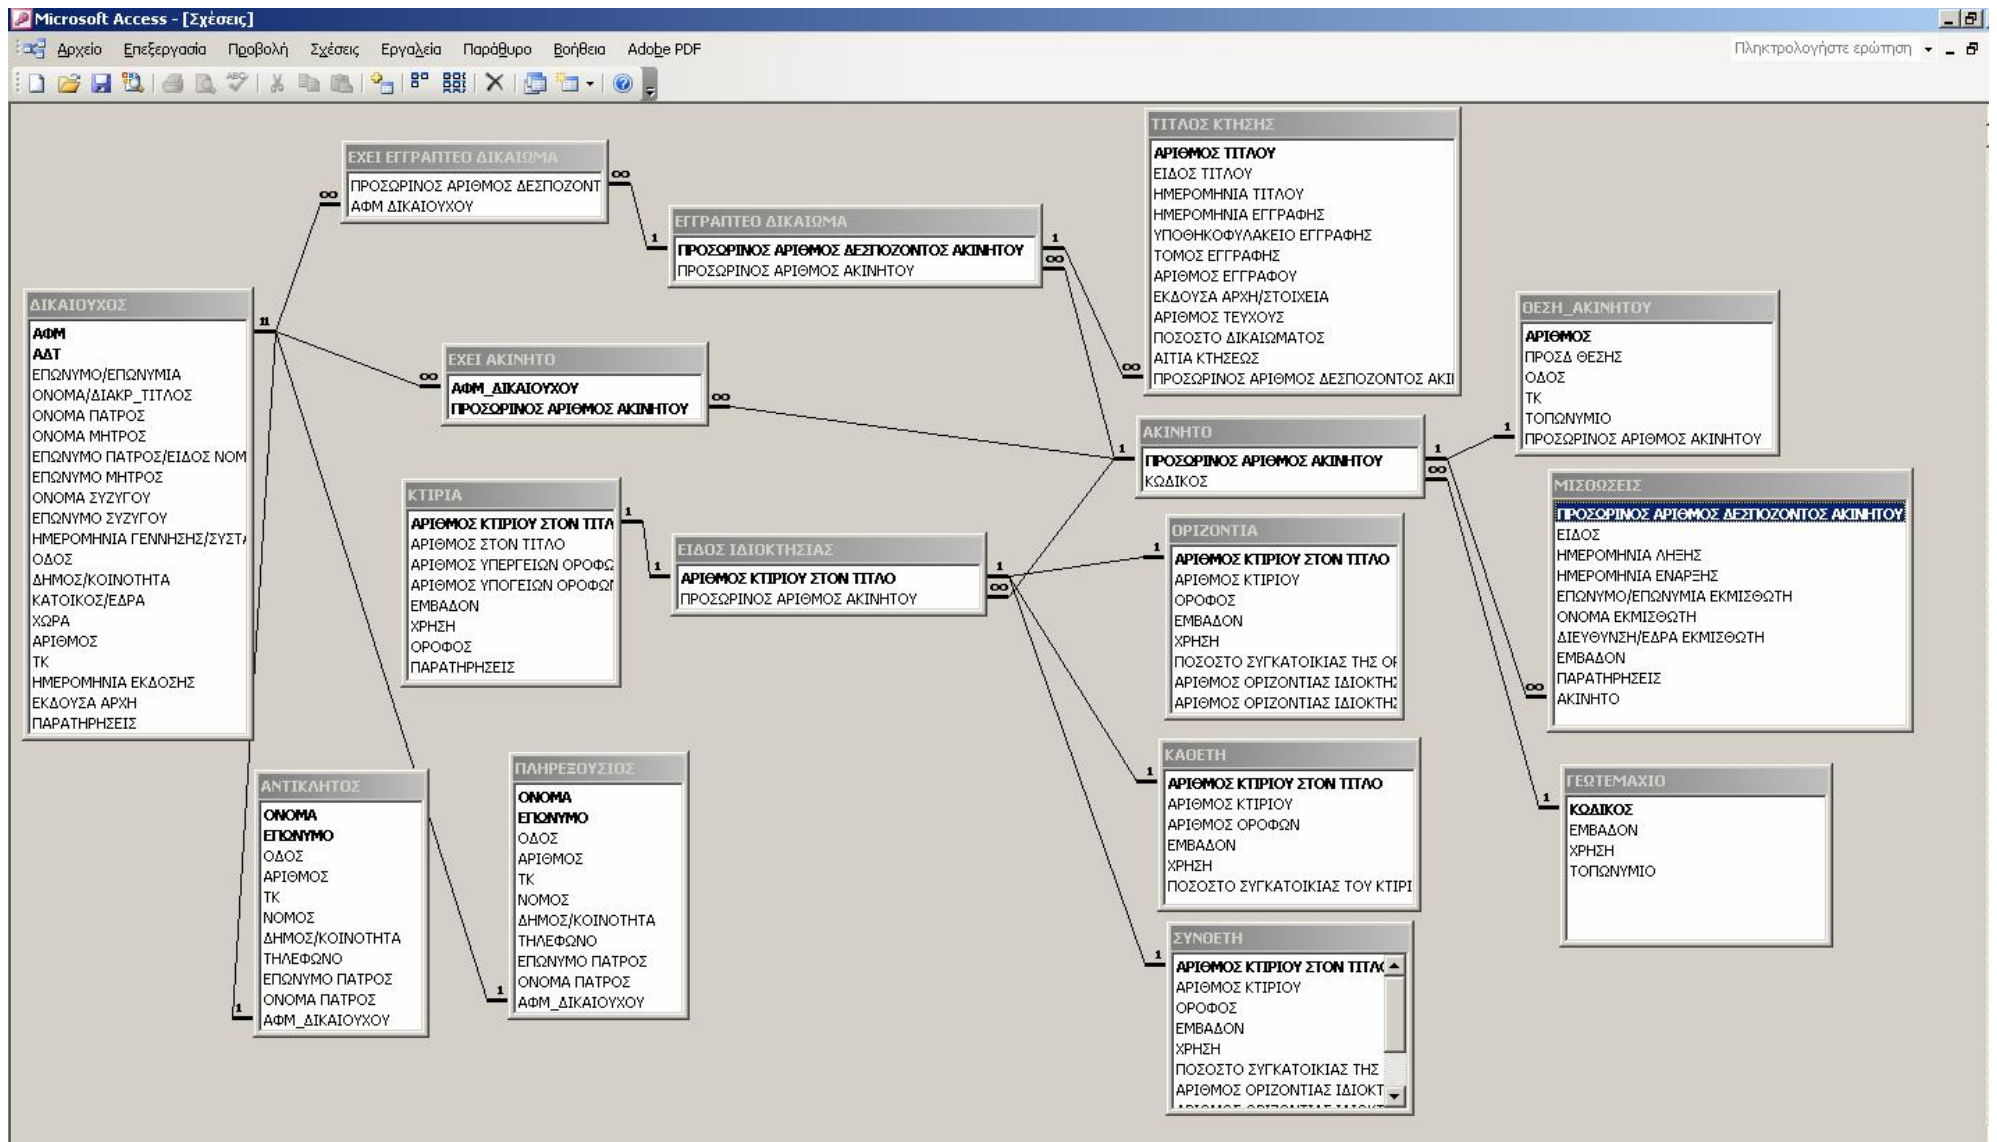 Microsoft Access - [Σχέσεις]
Αρχείο Επεξεργασία Προβολή Σχέσεις Εργαλεία Παράθυρο Βοήθεια Adobe PDF
Πληκτρολογήστε ερώτηση
ΕΧΕΙ ΕΓΓΡΑΠΤΕΟ ΔΙΚΑΙΩΜΑ
ΠΡΟΣΩΡΙΝΟΣ ΑΡΙΘΜΟΣ ΔΕΣΠΟΖΟΝΤ
ΑΦΜ ΔΙΚΑΙΟΥΧΟΥ
ΕΓΓΡΑΠΤΕΟ ΔΙΚΑΙΩΜΑ
ΠΡΟΣΩΡΙΝΟΣ ΑΡΙΘΜΟΣ ΔΕΣΠΟΖΟΝΤΟΣ ΑΚΙΝΗΤΟΥ
ΠΡΟΣΩΡΙΝΟΣ ΑΡΙΘΜΟΣ ΑΚΙΝΗΤΟΥ
ΤΙΤΛΟΣ ΚΤΗΣΗΣ
ΑΡΙΘΜΟΣ ΤΙΤΛΟΥ
ΕΙΔΟΣ ΤΙΤΛΟΥ
ΗΜΕΡΟΜΗΝΙΑ ΤΙΤΛΟΥ
ΗΜΕΡΟΜΗΝΙΑ ΕΓΓΡΑΦΗΣ
ΥΠΟΘΗΚΟΦΥΛΑΚΕΙΟ ΕΓΓΡΑΦΗΣ
ΤΟΜΟΣ ΕΓΓΡΑΦΗΣ
ΑΡΙΘΜΟΣ ΕΓΓΡΑΦΟΥ
ΕΚΔΟΥΣΑ ΑΡΧΗ/ΣΤΟΙΧΕΙΑ
ΑΡΙΘΜΟΣ ΤΕΥΧΟΥΣ
ΠΟΣΟΣΤΟ ΔΙΚΑΙΩΜΑΤΟΣ
ΑΙΤΙΑ ΚΤΗΣΕΩΣ
ΠΡΟΣΩΡΙΝΟΣ ΑΡΙΘΜΟΣ ΔΕΣΠΟΖΟΝΤΟΣ ΑΚΙ
ΔΙΚΑΙΟΥΧΟΣ
ΑΦΜ
ΑΔΤ
ΕΠΩΝΥΜΟ/ΕΠΩΝΥΜΙΑ
ΟΝΟΜΑ/ΔΙΑΚΡ_ΤΙΤΛΟΣ
ΟΝΟΜΑ ΠΑΤΡΟΣ
ΟΝΟΜΑ ΜΗΤΡΟΣ
ΕΠΩΝΥΜΟ ΠΑΤΡΟΣ/ΕΙΔΟΣ ΝΟΜ
ΕΠΩΝΥΜΟ ΜΗΤΡΟΣ
ΟΝΟΜΑ ΣΥΖΥΓΟΥ
ΕΠΩΝΥΜΟ ΣΥΖΥΓΟΥ
ΗΜΕΡΟΜΗΝΙΑ ΓΕΝΝΗΣΗΣ/ΣΥΣΤΑ
ΟΔΟΣ
ΔΗΜΟΣ/ΚΟΙΝΟΤΗΤΑ
ΚΑΤΟΙΚΟΣ/ΕΔΡΑ
ΧΩΡΑ
ΑΡΙΘΜΟΣ
ΤΚ
ΗΜΕΡΟΜΗΝΙΑ ΕΚΔΟΣΗΣ
ΕΚΔΟΥΣΑ ΑΡΧΗ
ΠΑΡΑΤΗΡΗΣΕΙΣ
ΕΧΕΙ ΑΚΙΝΗΤΟ
ΑΦΜ_ΔΙΚΑΙΟΥΧΟΥ
ΠΡΟΣΩΡΙΝΟΣ ΑΡΙΘΜΟΣ ΑΚΙΝΗΤΟΥ
ΘΕΣΗ_ΑΚΙΝΗΤΟΥ
ΑΡΙΘΜΟΣ
ΠΡΟΣΔ ΘΕΣΗΣ
ΟΔΟΣ
ΤΚ
ΤΟΠΩΝΥΜΙΟ
ΠΡΟΣΩΡΙΝΟΣ ΑΡΙΘΜΟΣ ΑΚΙΝΗΤΟΥ
ΑΚΙΝΗΤΟ
ΠΡΟΣΩΡΙΝΟΣ ΑΡΙΘΜΟΣ ΑΚΙΝΗΤΟΥ
ΚΩΔΙΚΟΣ
ΚΤΙΡΙΑ
ΑΡΙΘΜΟΣ ΚΤΙΡΙΟΥ ΣΤΟΝ ΤΙΤΛ
ΑΡΙΘΜΟΣ ΣΤΟΝ ΤΙΤΛΟ
ΑΡΙΘΜΟΣ ΥΠΕΡΓΕΙΩΝ ΟΡΟΦΩ
ΑΡΙΘΜΟΣ ΥΠΟΓΕΙΩΝ ΟΡΟΦΩΝ
ΕΜΒΑΔΟΝ
ΧΡΗΣΗ
ΟΡΟΦΟΣ
ΠΑΡΑΤΗΡΗΣΕΙΣ
ΕΙΔΟΣ ΙΔΙΟΚΤΗΣΙΑΣ
ΑΡΙΘΜΟΣ ΚΤΙΡΙΟΥ ΣΤΟΝ ΤΙΤΛΟ
ΠΡΟΣΩΡΙΝΟΣ ΑΡΙΘΜΟΣ ΑΚΙΝΗΤΟΥ
ΜΙΣΘΩΣΕΙΣ
ΠΡΟΣΩΡΙΝΟΣ ΑΡΙΘΜΟΣ ΔΕΣΠΟΖΟΝΤΟΣ ΑΚΙΝΗΤΟΥ
ΕΙΔΟΣ
ΗΜΕΡΟΜΗΝΙΑ ΛΗΞΗΣ
ΗΜΕΡΟΜΗΝΙΑ ΕΝΑΡΞΗΣ
ΕΠΩΝΥΜΟ/ΕΠΩΝΥΜΙΑ ΕΚΜΙΣΘΩΤΗ
ΟΝΟΜΑ ΕΚΜΙΣΘΩΤΗ
ΔΙΕΥΘΥΝΣΗ/ΕΔΡΑ ΕΚΜΙΣΘΩΤΗ
ΕΜΒΑΔΟΝ
ΠΑΡΑΤΗΡΗΣΕΙΣ
ΑΚΙΝΗΤΟ
ΟΡΙΖΟΝΤΙΑ
ΑΡΙΘΜΟΣ ΚΤΙΡΙΟΥ ΣΤΟΝ ΤΙΤΛΟ
ΑΡΙΘΜΟΣ ΚΤΙΡΙΟΥ
ΟΡΟΦΟΣ
ΕΜΒΑΔΟΝ
ΧΡΗΣΗ
ΠΟΣΟΣΤΟ ΣΥΓΚΑΤΟΙΚΙΑΣ ΤΗΣ ΟΡ
ΑΡΙΘΜΟΣ ΟΡΙΖΟΝΤΙΑΣ ΙΔΙΟΚΤΗΣ
ΑΡΙΘΜΟΣ ΟΡΙΖΟΝΤΙΑΣ ΙΔΙΟΚΤΗΣ
ΚΑΘΕΤΗ
ΑΡΙΘΜΟΣ ΚΤΙΡΙΟΥ ΣΤΟΝ ΤΙΤΛΟ
ΑΡΙΘΜΟΣ ΚΤΙΡΙΟΥ
ΑΡΙΘΜΟΣ ΟΡΟΦΩΝ
ΕΜΒΑΔΟΝ
ΧΡΗΣΗ
ΠΟΣΟΣΤΟ ΣΥΓΚΑΤΟΙΚΙΑΣ ΤΟΥ ΚΤΙΡΙ
ΓΕΩΤΕΜΑΧΙΟ
ΚΩΔΙΚΟΣ
ΕΜΒΑΔΟΝ
ΧΡΗΣΗ
ΤΟΠΩΝΥΜΙΟ
ΑΝΤΙΚΛΗΤΟΣ
ΟΝΟΜΑ
ΕΠΩΝΥΜΟ
ΟΔΟΣ
ΑΡΙΘΜΟΣ
ΤΚ
ΝΟΜΟΣ
ΔΗΜΟΣ/ΚΟΙΝΟΤΗΤΑ
ΤΗΛΕΦΩΝΟ
ΕΠΩΝΥΜΟ ΠΑΤΡΟΣ
ΟΝΟΜΑ ΠΑΤΡΟΣ
ΑΦΜ_ΔΙΚΑΙΟΥΧΟΥ
ΠΛΗΡΕΞΟΥΣΙΟΣ
ΟΝΟΜΑ
ΕΠΩΝΥΜΟ
ΟΔΟΣ
ΑΡΙΘΜΟΣ
ΤΚ
ΝΟΜΟΣ
ΔΗΜΟΣ/ΚΟΙΝΟΤΗΤΑ
ΤΗΛΕΦΩΝΟ
ΕΠΩΝΥΜΟ ΠΑΤΡΟΣ
ΟΝΟΜΑ ΠΑΤΡΟΣ
ΑΦΜ_ΔΙΚΑΙΟΥΧΟΥ
ΣΥΝΘΕΤΗ
ΑΡΙΘΜΟΣ ΚΤΙΡΙΟΥ ΣΤΟΝ ΤΙΤΛΟ
ΑΡΙΘΜΟΣ ΚΤΙΡΙΟΥ
ΟΡΟΦΟΣ
ΕΜΒΑΔΟΝ
ΧΡΗΣΗ
ΠΟΣΟΣΤΟ ΣΥΓΚΑΤΟΙΚΙΑΣ ΤΗΣ
ΑΡΙΘΜΟΣ ΟΡΙΖΟΝΤΙΑΣ ΙΔΙΟΚΤ